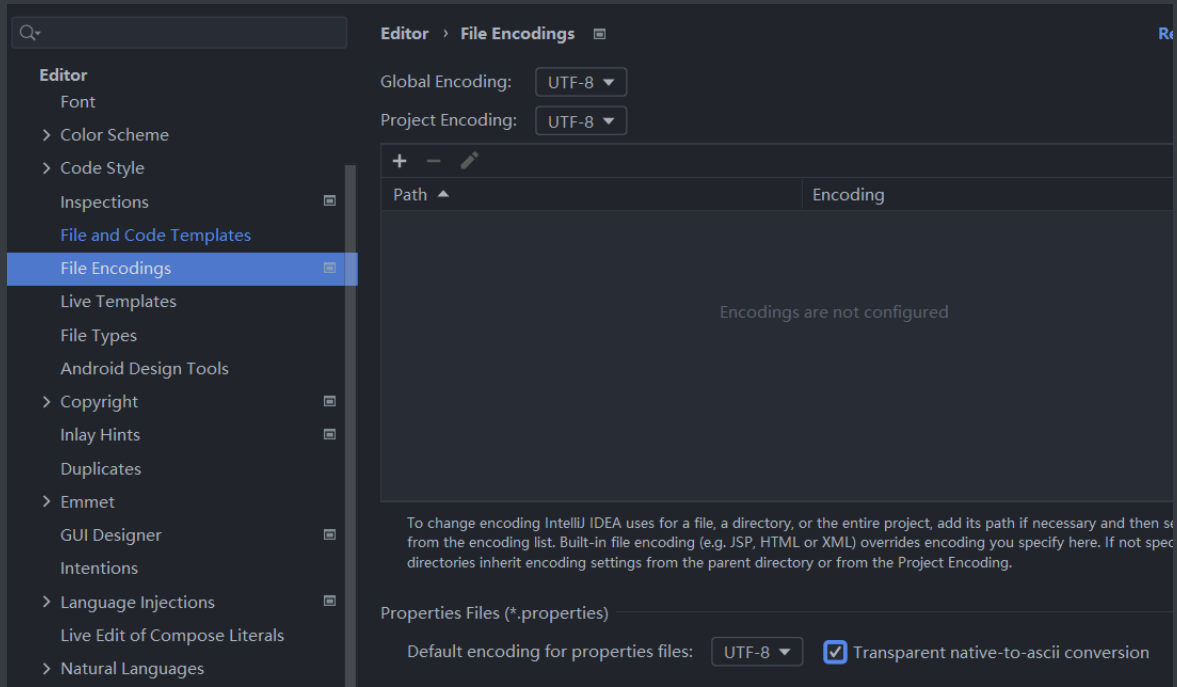 Editor › File Encodings
Re
Editor
Font
Color Scheme
Code Style
Inspections
File and Code Templates
File Encodings
Live Templates
File Types
Android Design Tools
Copyright
Inlay Hints
Duplicates
Emmet
GUI Designer
Intentions
Language Injections
Live Edit of Compose Literals
Natural Languages
Global Encoding: UTF-8
Project Encoding: UTF-8
Path Encoding
Encodings are not configured
To change encoding IntelliJ IDEA uses for a file, a directory, or the entire project, add its path if necessary and then se
from the encoding list. Built-in file encoding (e.g. JSP, HTML or XML) overrides encoding you specify here. If not spec
directories inherit encoding settings from the parent directory or from the Project Encoding.
Properties Files (*.properties)
Default encoding for properties files: UTF-8 Transparent native-to-ascii conversion